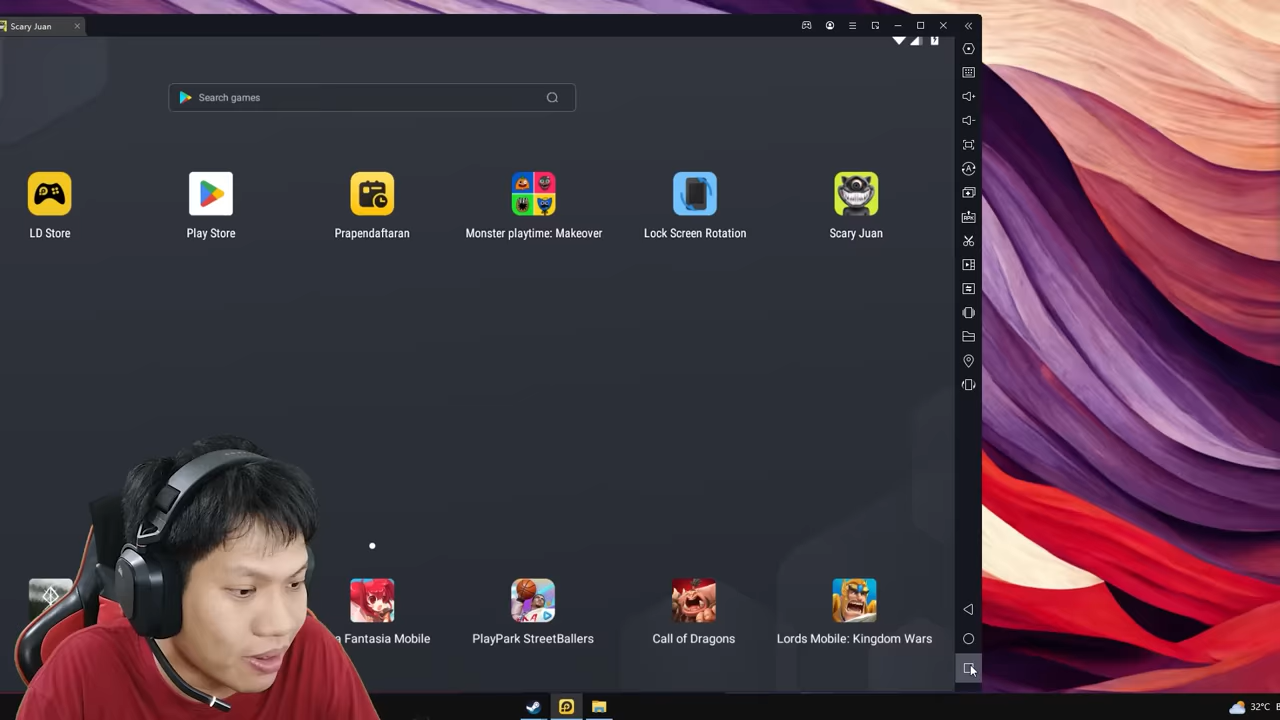 Scary Juan
Search games
LD Store
Play Store
Prapendaftaran
Monster playtime: Makeover
Lock Screen Rotation
Scary Juan
Fantasia Mobile
PlayPark StreetBallers
Call of Dragons
Lords Mobile: Kingdom Wars
32°C